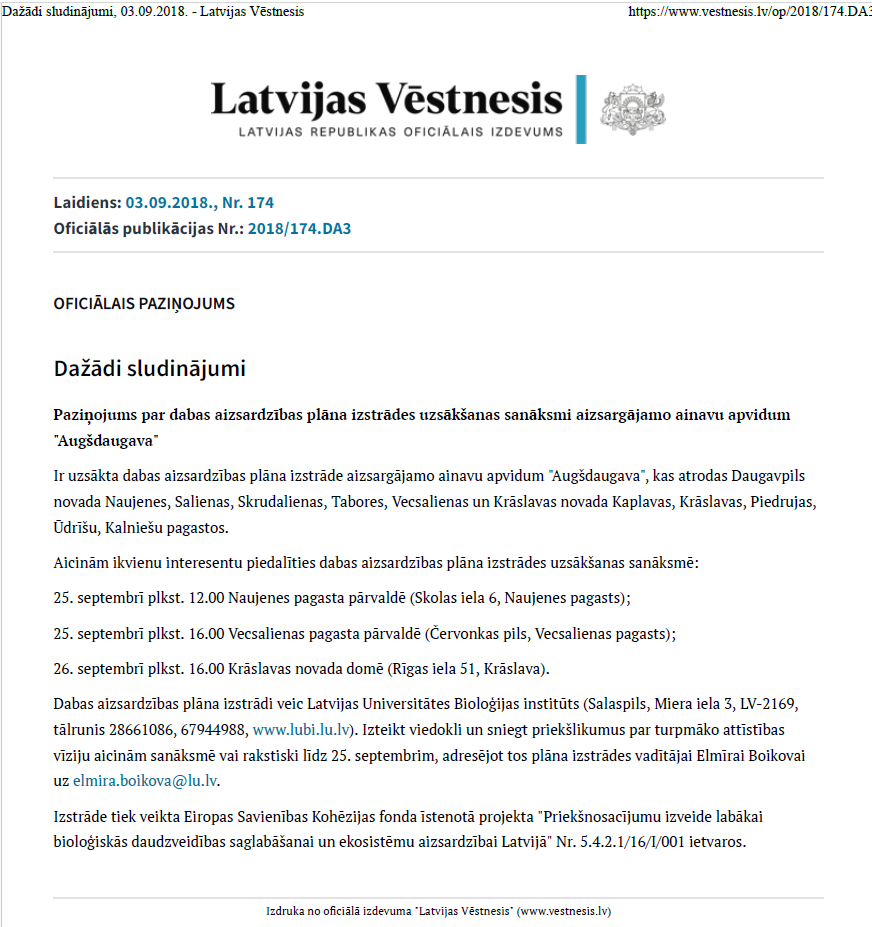 Dažādi sludinājumi, 03.09.2018. - Latvijas Vēstnesis
https://www.vestnesis.lv/op/2018/174.DA3
Latvijas Vēstnesis
LATVIJAS REPUBLIKAS OFICIĀLAIS IZDEVUMS
Laidiens: 03.09.2018., Nr. 174
Oficiālās publikācijas Nr.: 2018/174.DA3
OFICIĀLAIS PAZIŅOJUMS
Dažādi sludinājumi
Paziņojums par dabas aizsardzības plāna izstrādes uzsākšanas sanāksmi aizsargājamo ainavu apvidum
"Augšdaugava"
Ir uzsākta dabas aizsardzības plāna izstrāde aizsargājamo ainavu apvidum "Augšdaugava", kas atrodas Daugavpils
novada Naujenes, Salienas, Skrudalienas, Tabores, Vecsalienas un Krāslavas novada Kaplavas, Krāslavas, Piedrujas,
Ūdrīšu, Kalniešu pagastos.
Aicinām ikvienu interesentu piedalīties dabas aizsardzības plāna izstrādes uzsākšanas sanāksmē:
25. septembrī plkst. 12.00 Naujenes pagasta pārvaldē (Skolas iela 6, Naujenes pagasts);
25. septembrī plkst. 16.00 Vecsalienas pagasta pārvaldē (Červonkas pils, Vecsalienas pagasts);
26. septembrī plkst. 16.00 Krāslavas novada domē (Rīgas iela 51, Krāslava).
Dabas aizsardzības plāna izstrādi veic Latvijas Universitātes Bioloģijas institūts (Salaspils, Miera iela 3, LV-2169,
tālrunis 28661086, 67944988, www.lubi.lu.lv). Izteikt viedokli un sniegt priekšlikumus par turpmāko attīstības
vīziju aicinām sanāksmē vai rakstiski līdz 25. septembrim, adresējot tos plāna izstrādes vadītājai Elmīrai Boikovai
uz elmira.boikova@lu.lv.
Izstrāde tiek veikta Eiropas Savienības Kohēzijas fonda īstenotā projekta "Priekšnosacījumu izveide labākai
bioloģiskās daudzveidības saglabāšanai un ekosistēmu aizsardzībai Latvijā" Nr. 5.4.2.1/16/I/001 ietvaros.
Izdruka no oficiālā izdevuma "Latvijas Vēstnesis" (www.vestnesis.lv)